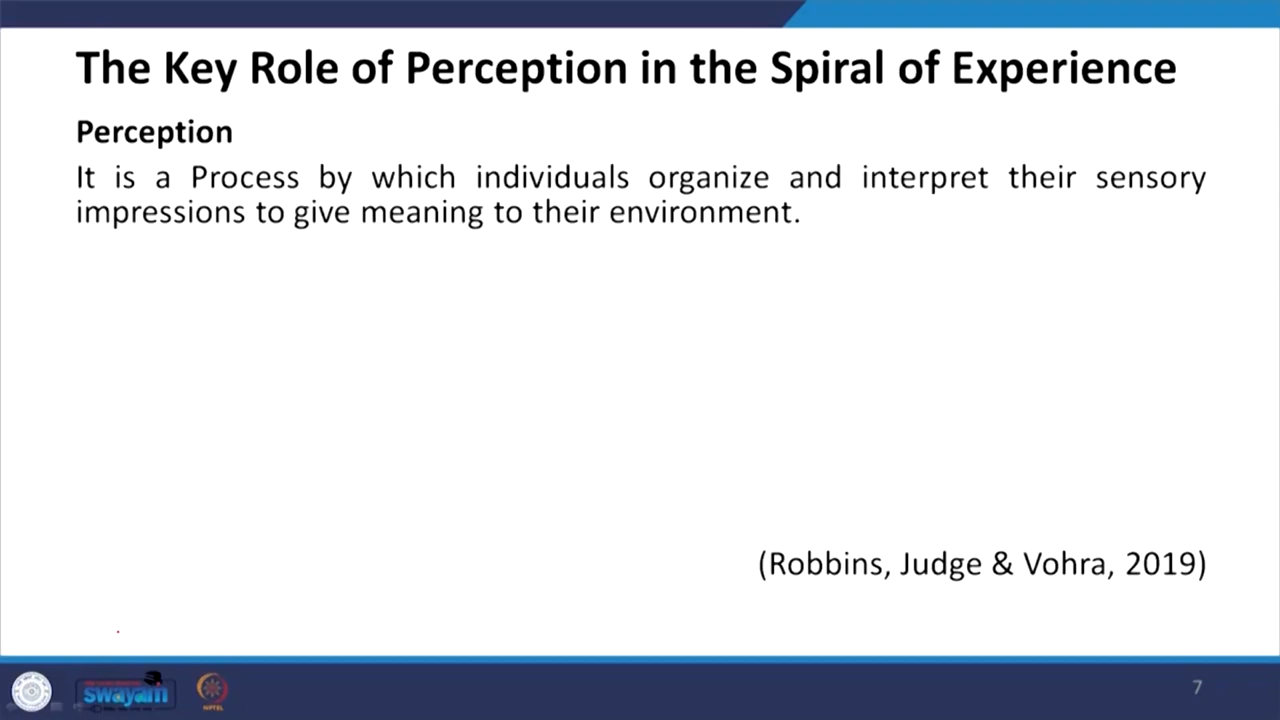 The Key Role of Perception in the Spiral of Experience
Perception
It is a Process by which individuals organize and interpret their sensory
impressions to give meaning to their environment.
(Robbins, Judge & Vohra, 2019)
swayam
NPTEL
7